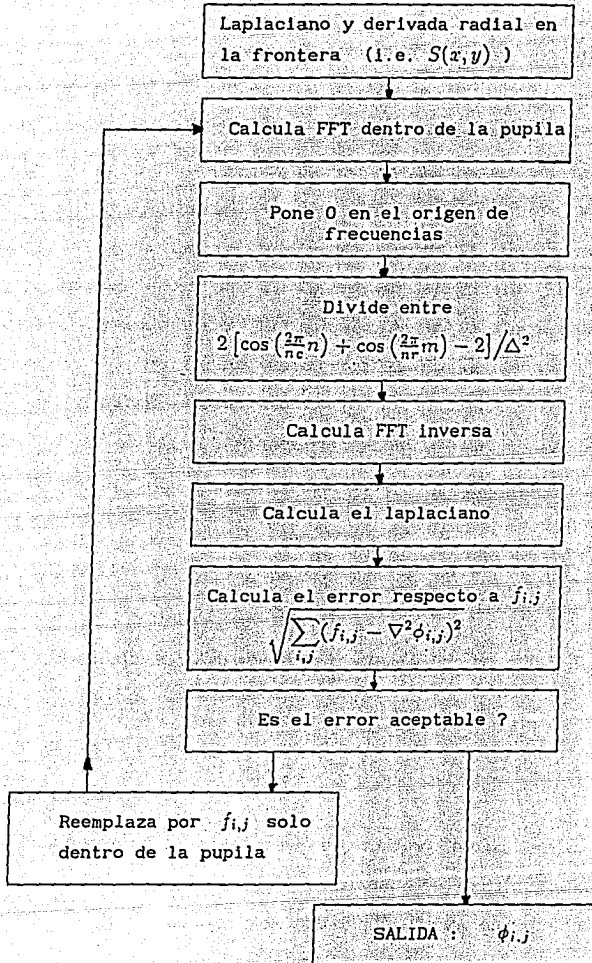 Laplaciano y derivada radial en
la frontera (i.e. S(x,y) )
Calcula FFT dentro de la pupila
Pone 0 en el origen de
frecuencias
Divide entre
2 [cos (2π/nc n) + cos (2π/nr m) − 2] / Δ²
Calcula FFT inversa
Calcula el laplaciano
Calcula el error respecto a f_{i,j}
√∑_{i,j} (f_{i,j} − ∇²ϕ_{i,j})²
Es el error aceptable ?
Reemplaza por f_{i,j} solo
dentro de la pupila
SALIDA : ϕ_{i,j}